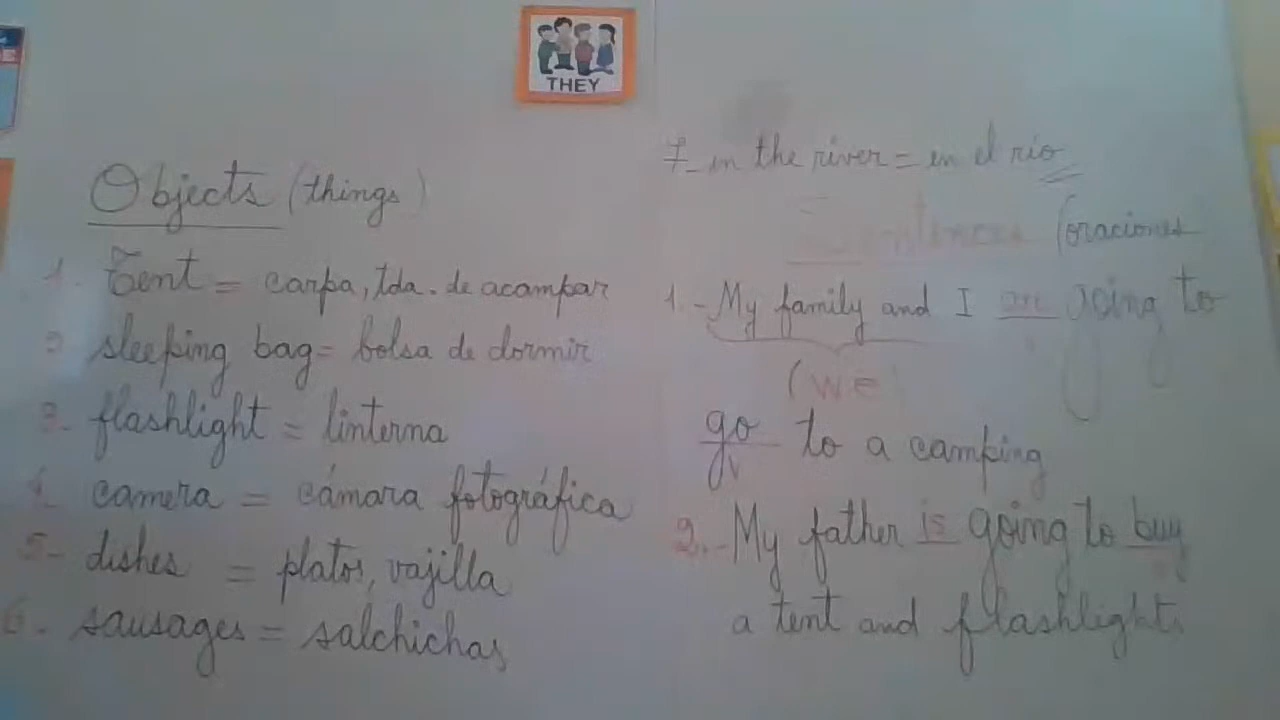 THEY
Objects (things)
1. Tent = carpa, tda. de acampar
2. sleeping bag = bolsa de dormir
3- flashlight = linterna
4. camera = cámara fotográfica
5- dishes = platos, vajilla
6- sausages = salchichas
7- in the river = en el rio
Sentences (oraciones
1.- My family and I are going to
(we)
go to a camping
v
2.- My father is going to buy
a tent and flashlights